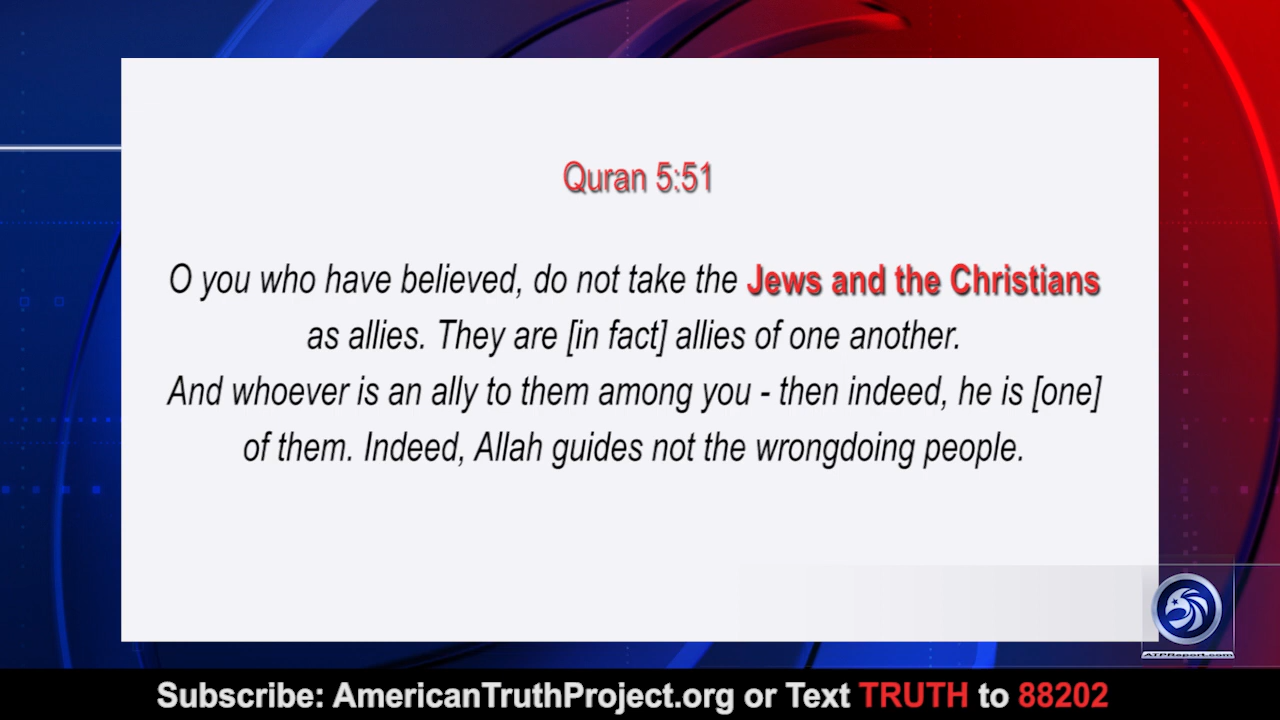 Quran 5:51
O you who have believed, do not take the Jews and the Christians
as allies. They are [in fact] allies of one another.
And whoever is an ally to them among you - then indeed, he is [one]
of them. Indeed, Allah guides not the wrongdoing people.
ATPReport.com
Subscribe: AmericanTruthProject.org or Text TRUTH to 88202